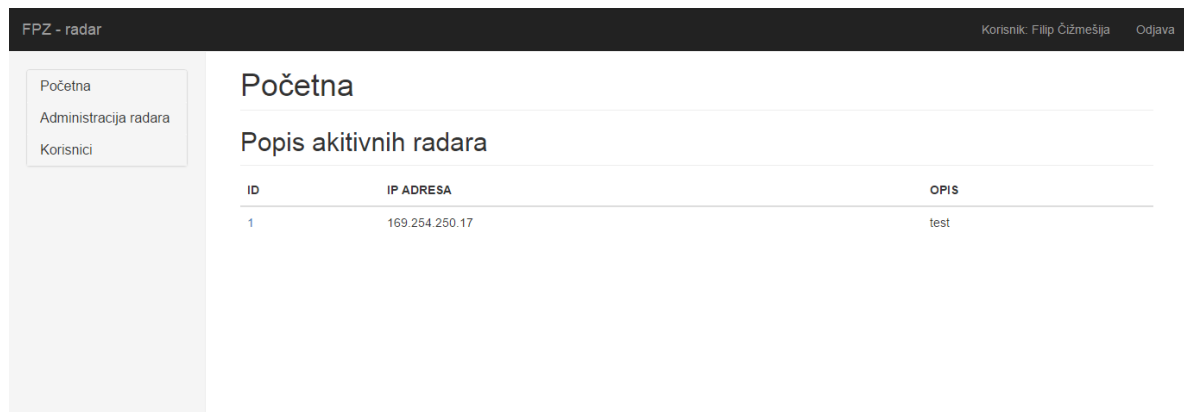 FPZ - radar
Korisnik: Filip Čižmešija Odjava
Početna
Administracija radara
Korisnici
Početna
Popis akitivnih radara
ID IP ADRESA OPIS
1 169.254.250.17 test